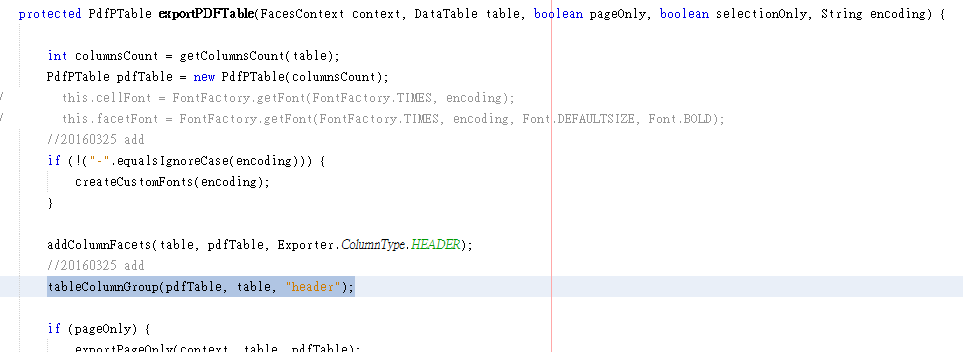 protected PdfPTable exportPDFTable(FacesContext context, DataTable table, boolean pageOnly, boolean selectionOnly, String encoding) {
int columnsCount = getColumnsCount(table);
PdfPTable pdfTable = new PdfPTable(columnsCount);
/ this.cellFont = FontFactory.getFont(FontFactory.TIMES, encoding);
/ this.facetFont = FontFactory.getFont(FontFactory.TIMES, encoding, Font.DEFAULTSIZE, Font.BOLD);
//20160325 add
if (!("-".equalsIgnoreCase(encoding))) {
createCustomFonts(encoding);
}
addColumnFacets(table, pdfTable, Exporter.ColumnType.HEADER);
//20160325 add
tableColumnGroup(pdfTable, table, "header");
if (pageOnly) {
exportPageOnly(context, table, pdfTable);